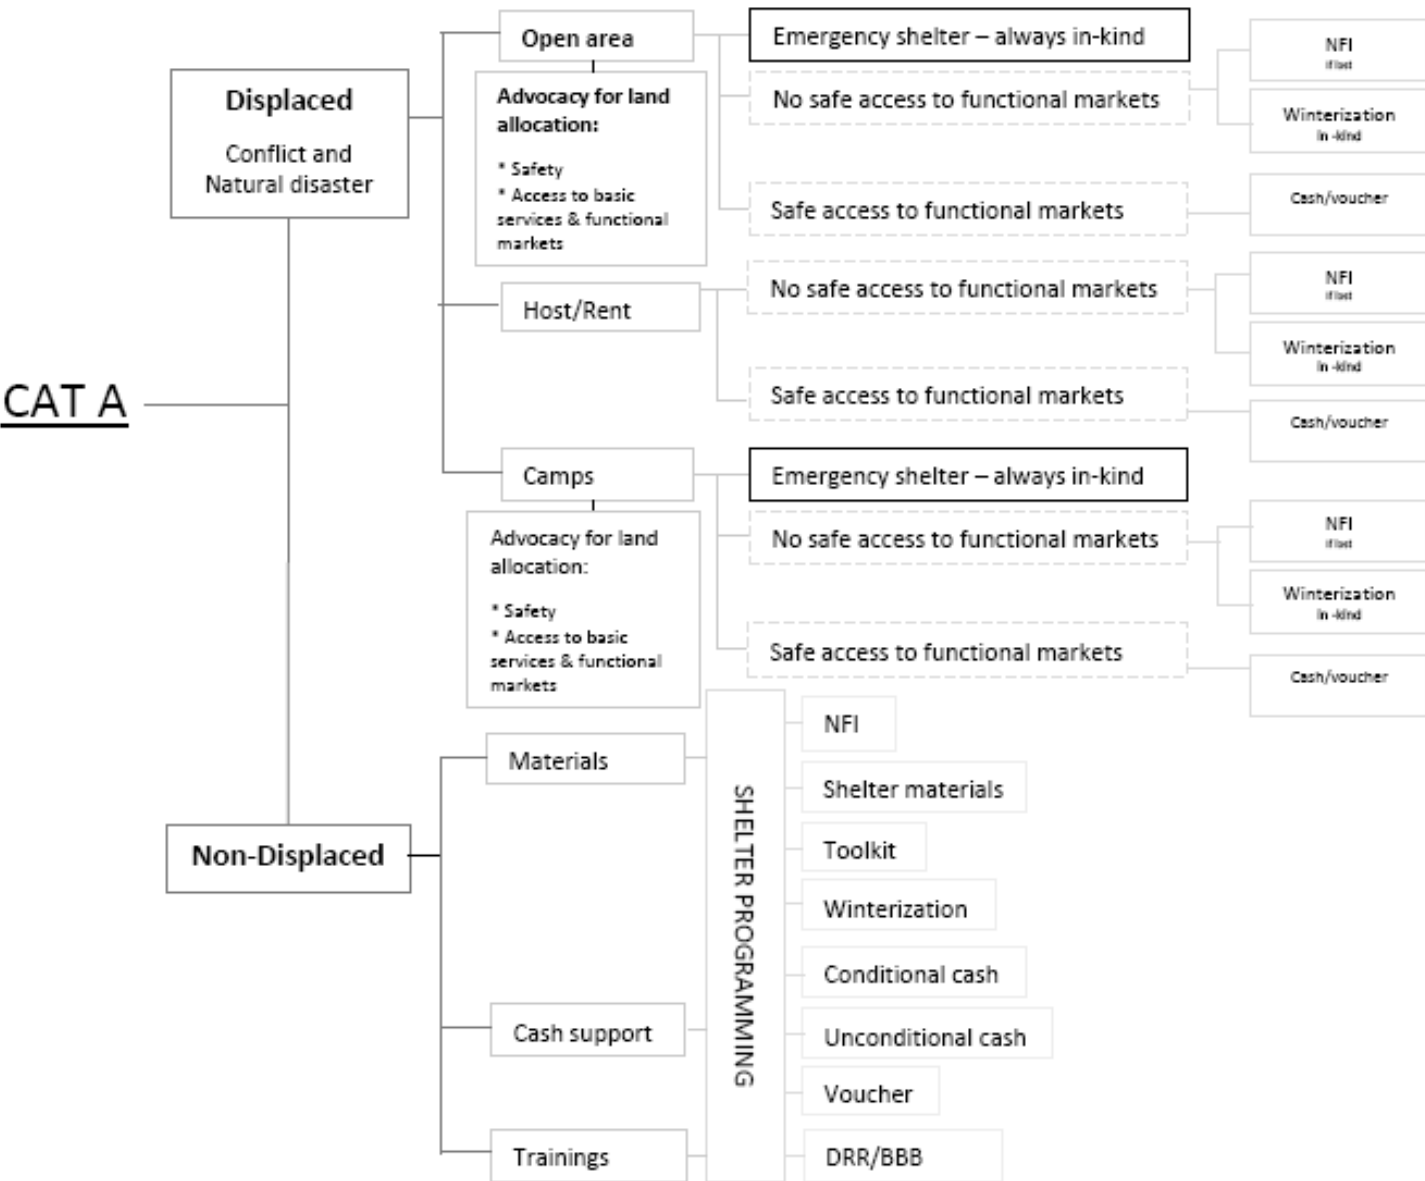 CAT A
Displaced
Conflict and
Natural disaster
Open area
Advocacy for land
allocation:
* Safety
* Access to basic
services & functional
markets
Emergency shelter – always in-kind
No safe access to functional markets
NFI
if lost
Winterization
In -kind
Safe access to functional markets
Cash/voucher
Host/Rent
No safe access to functional markets
NFI
if lost
Winterization
In -kind
Safe access to functional markets
Cash/voucher
Camps
Advocacy for land
allocation:
* Safety
* Access to basic
services & functional
markets
Emergency shelter – always in-kind
No safe access to functional markets
NFI
if lost
Winterization
In -kind
Safe access to functional markets
Cash/voucher
Non-Displaced
Materials
Cash support
Trainings
SHELTER PROGRAMMING
NFI
Shelter materials
Toolkit
Winterization
Conditional cash
Unconditional cash
Voucher
DRR/BBB